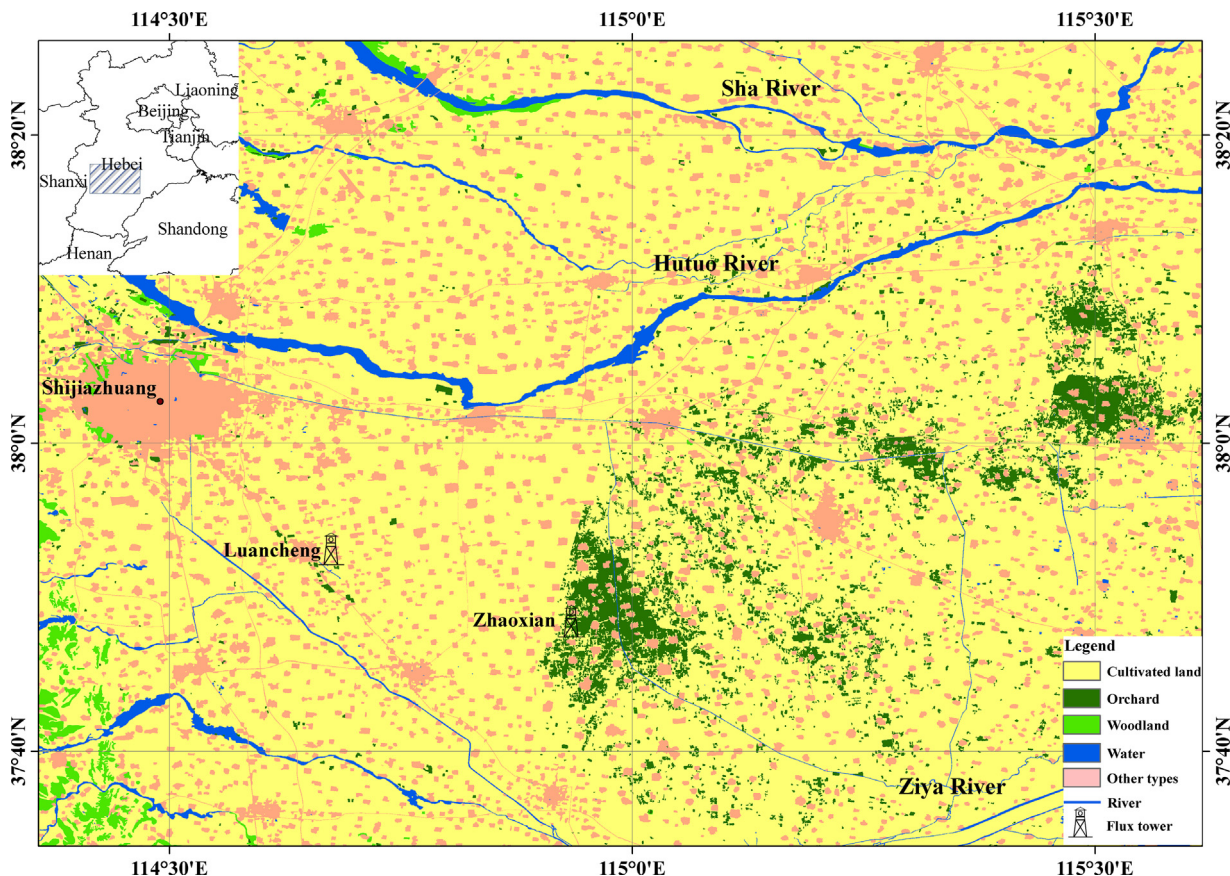 114°30'E 115°0'E 115°30'E
38°20'N
38°0'N
37°40'N
38°20'N
38°0'N
37°40'N
Liaoning
Beijing
Tianjin
Hebei
Shanxi
Shandong
Henan
Sha River
Hutuo River
Shijiazhuang
Luancheng
Zhaoxian
Ziya River
Legend
Cultivated land
Orchard
Woodland
Water
Other types
River
Flux tower
114°30'E 115°0'E 115°30'E